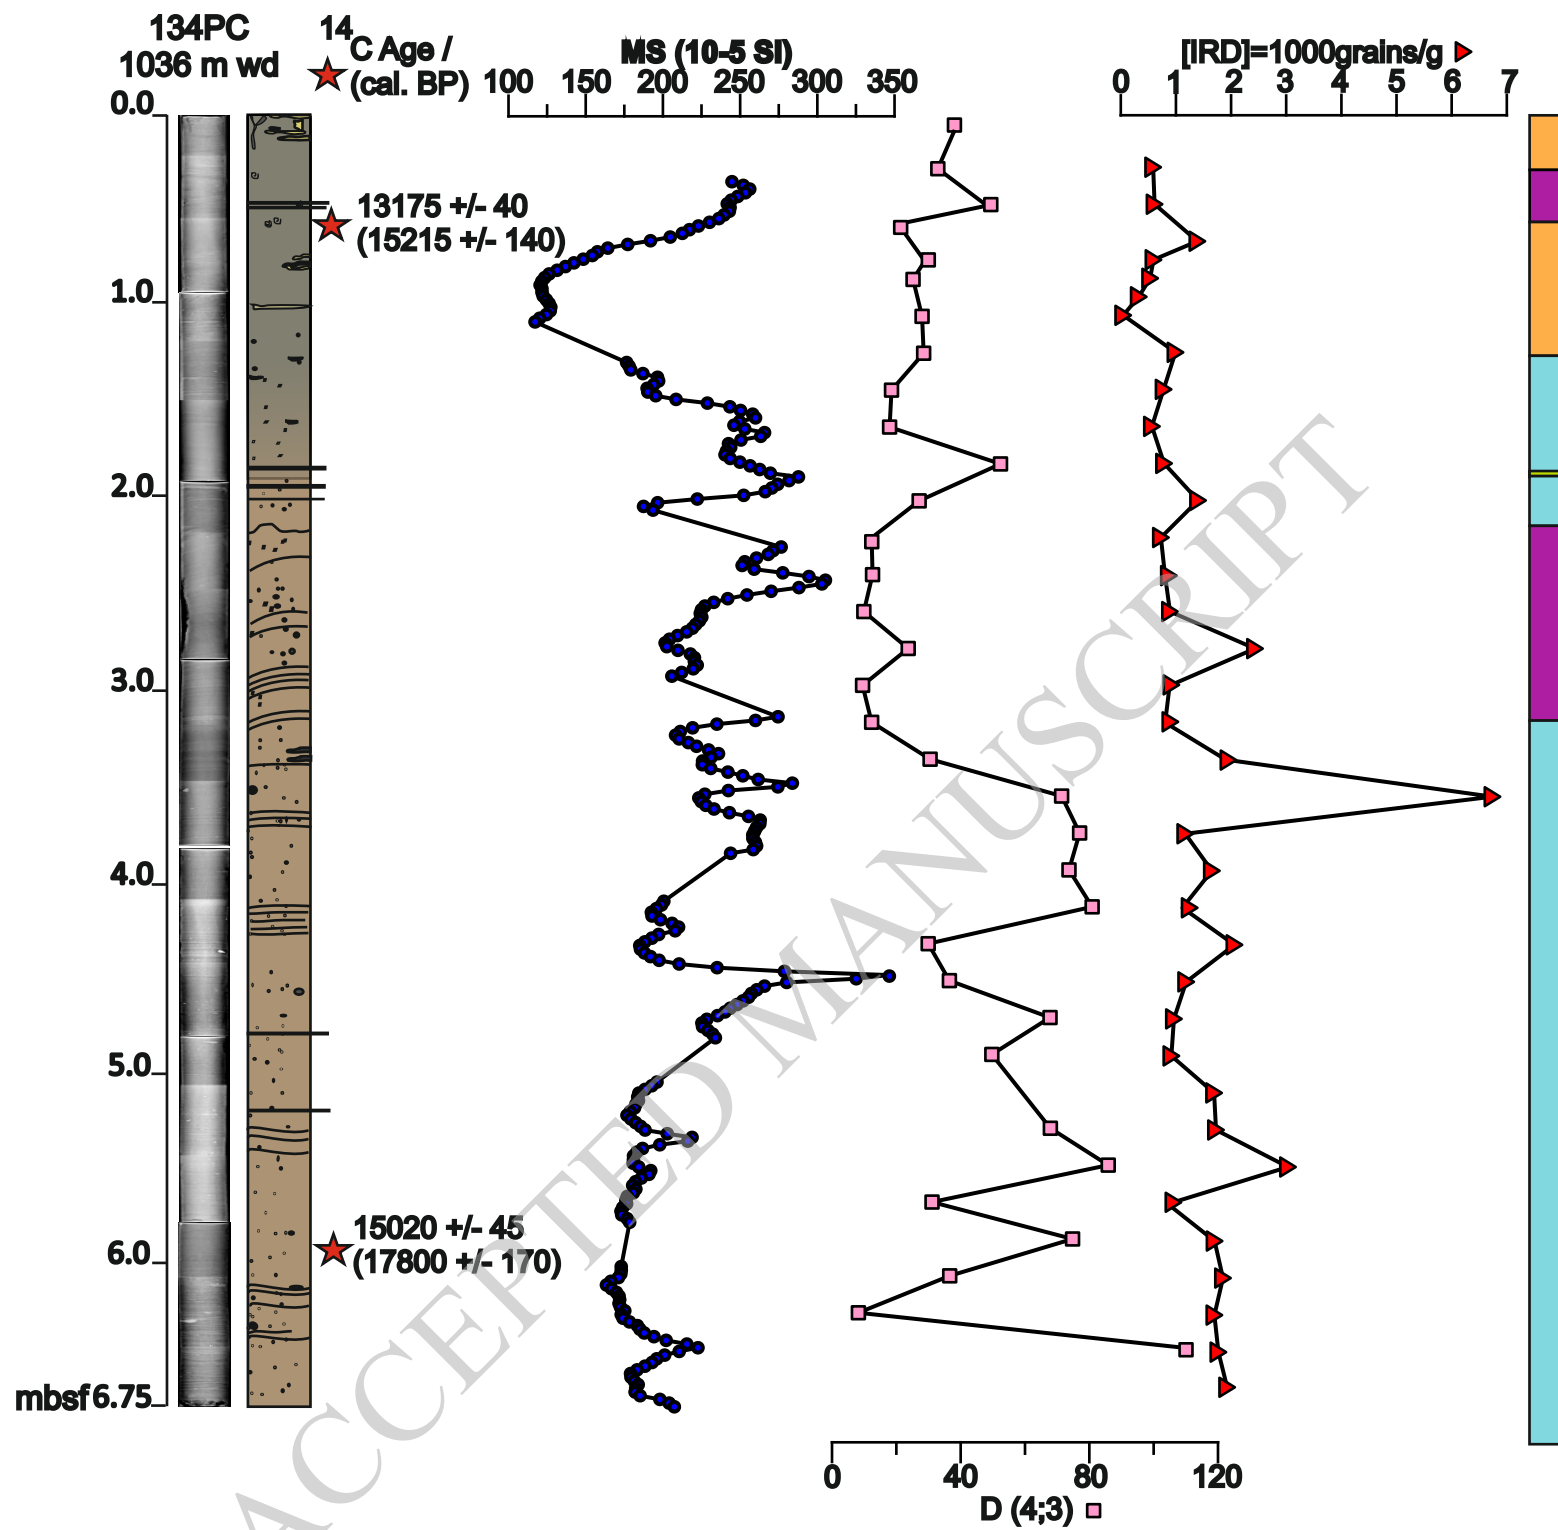 134PC
1036 m wd
14
C Age /
(cal. BP)
MS (10-5 SI)
100 150 200 250 300 350
[IRD]=1000grains/g
0 1 2 3 4 5 6 7
0.0
13175 +/- 40
(15215 +/- 140)
1.0
2.0
3.0
4.0
5.0
15020 +/- 45
(17800 +/- 170)
6.0
mbsf 6.75
0 40 80 120
D (4;3)
ACCEPTED MANUSCRIPT